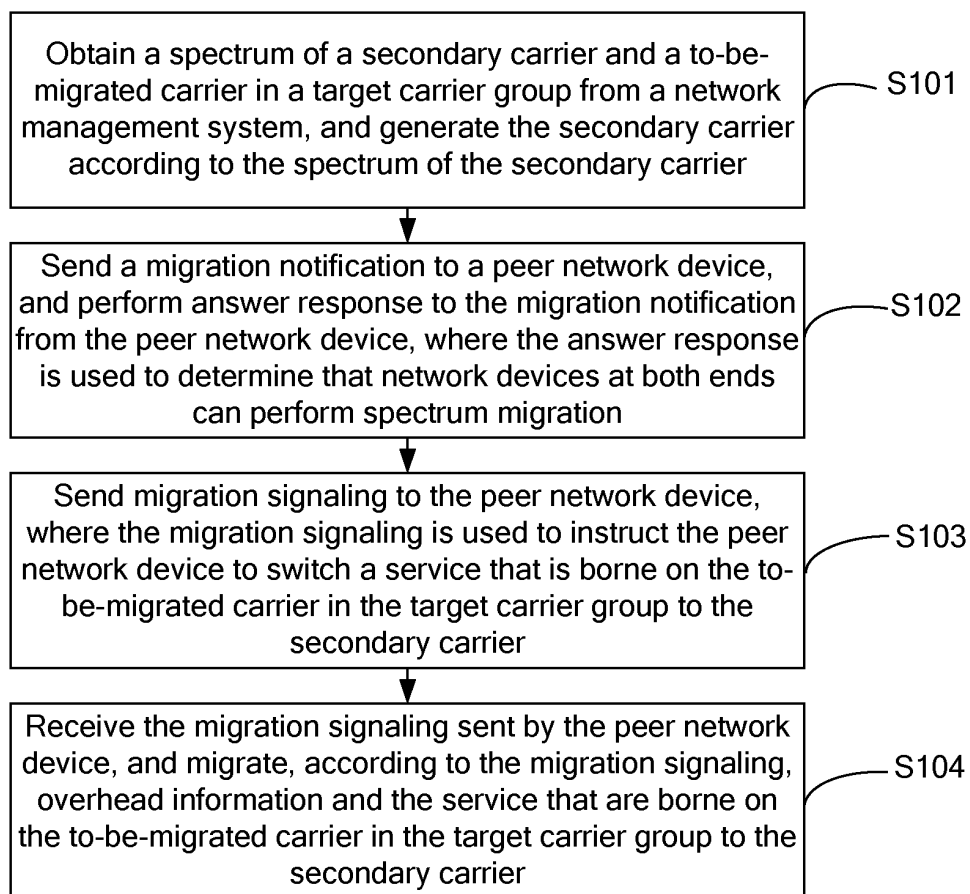 Obtain a spectrum of a secondary carrier and a to-be-
migrated carrier in a target carrier group from a network
management system, and generate the secondary carrier
according to the spectrum of the secondary carrier
S101
Send a migration notification to a peer network device,
and perform answer response to the migration notification
from the peer network device, where the answer response
is used to determine that network devices at both ends
can perform spectrum migration
S102
Send migration signaling to the peer network device,
where the migration signaling is used to instruct the peer
network device to switch a service that is borne on the to-
be-migrated carrier in the target carrier group to the
secondary carrier
S103
Receive the migration signaling sent by the peer network
device, and migrate, according to the migration signaling,
overhead information and the service that are borne on
the to-be-migrated carrier in the target carrier group to the
secondary carrier
S104